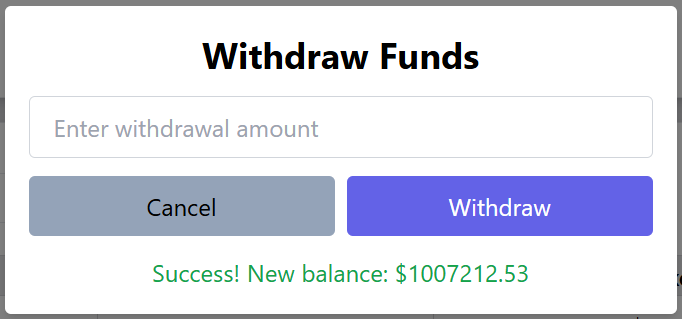 Withdraw Funds
Enter withdrawal amount
Cancel
Withdraw
Success! New balance: $1007212.53